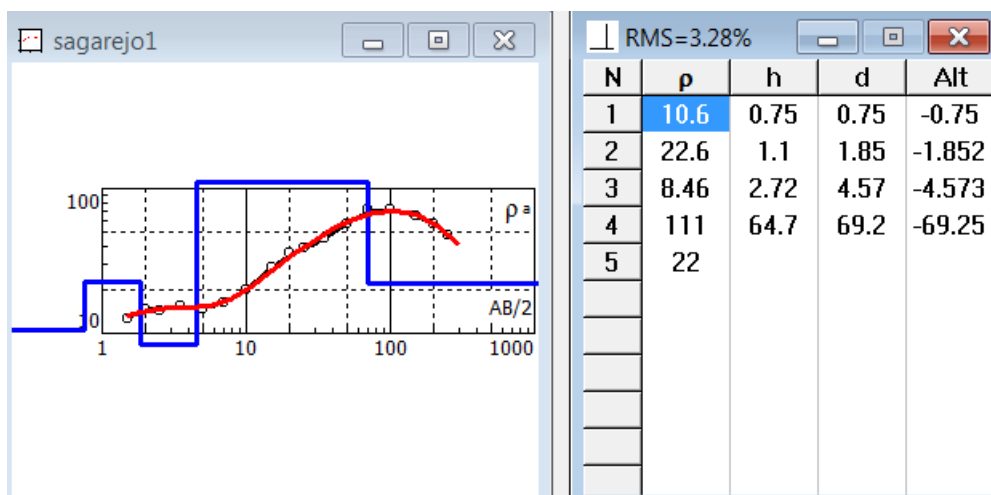 sagarejo1
100
ρa
10
AB/2
1 10 100 1000
RMS=3.28%
N ρ h d Alt
1 10.6 0.75 0.75 -0.75
2 22.6 1.1 1.85 -1.852
3 8.46 2.72 4.57 -4.573
4 111 64.7 69.2 -69.25
5 22